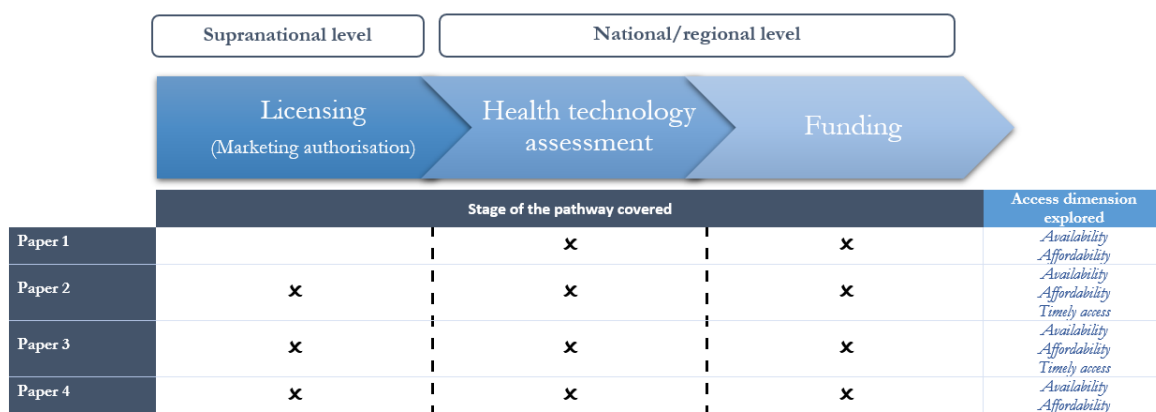 Supranational level
National/regional level
Licensing
(Marketing authorisation)
Health technology
assessment
Funding
Stage of the pathway covered
Access dimension
explored
Paper 1
x
x
Availability
Affordability
Paper 2
x
x
x
Availability
Affordability
Timely access
Paper 3
x
x
x
Availability
Affordability
Timely access
Paper 4
x
x
x
Availability
Affordability